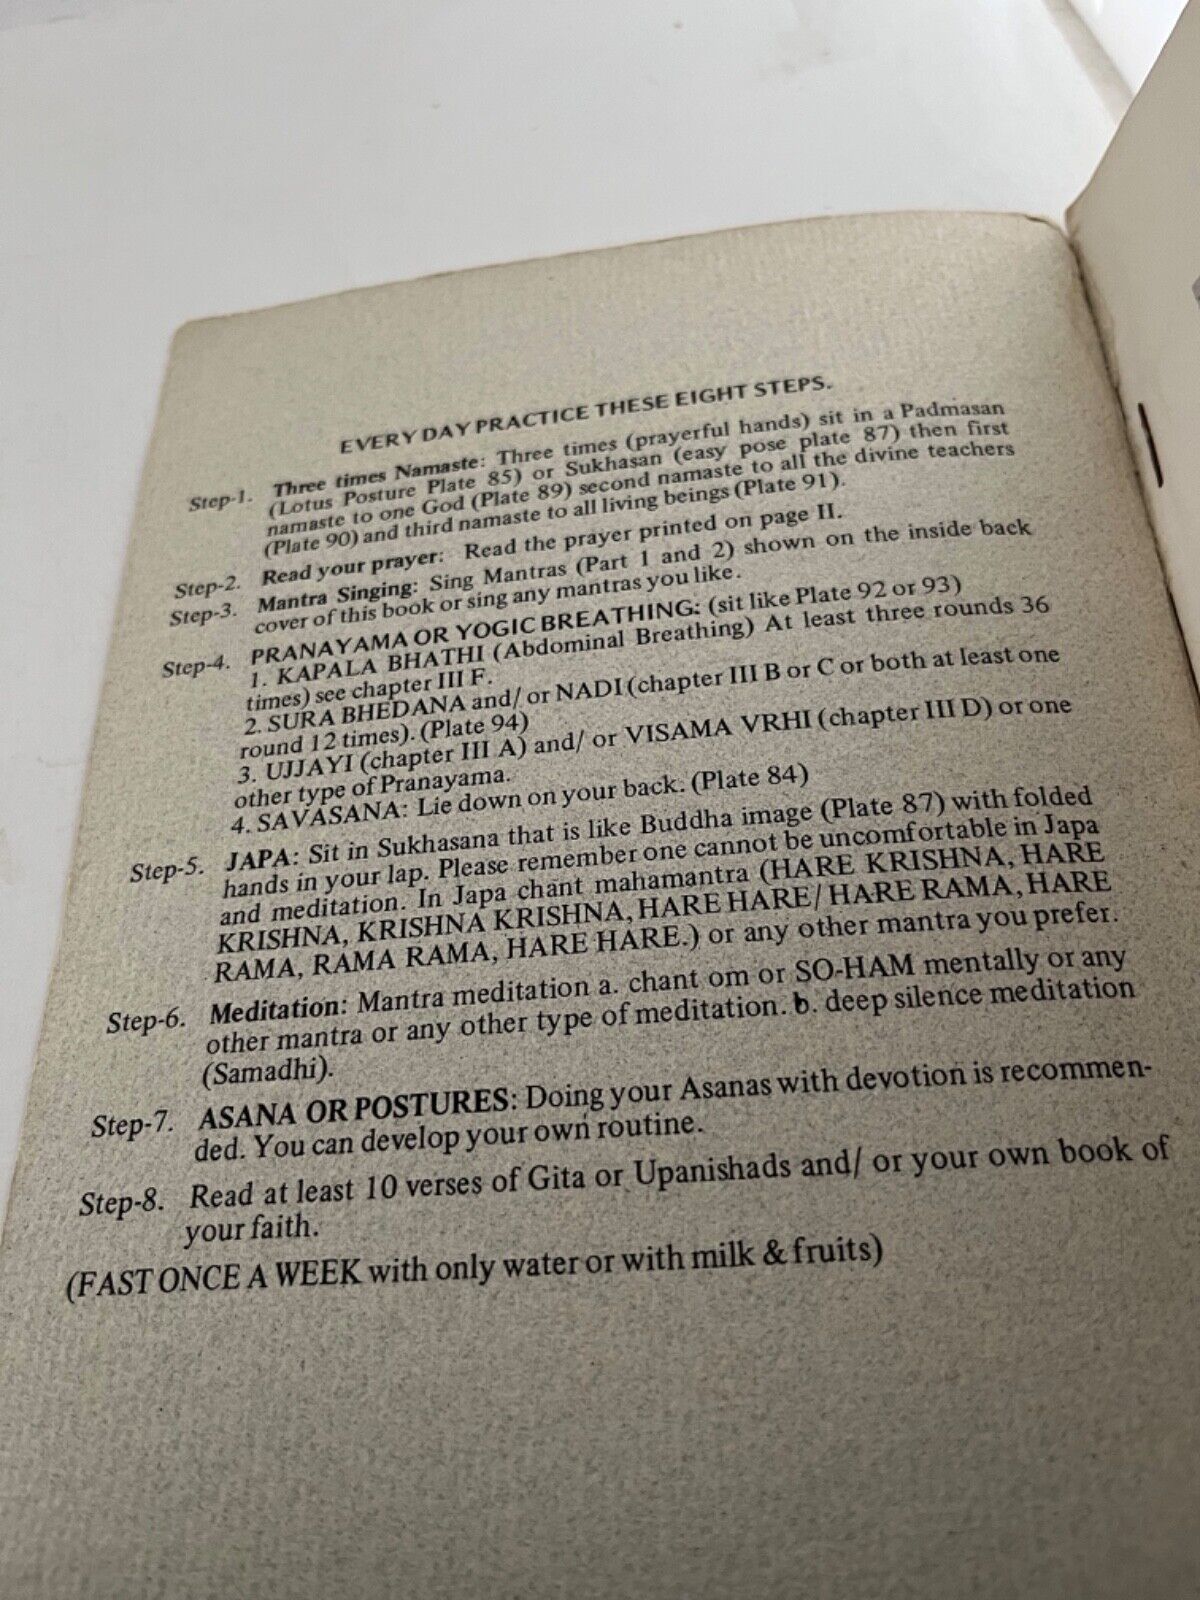 EVERY DAY PRACTICE THESE EIGHT STEPS.
Step-1. Three times Namaste: Three times (prayerful hands) sit in a Padmasan
(Lotus Posture Plate 85) or Sukhasan (easy pose plate 87) then first
namaste to one God (Plate 89) second namaste to all the divine teachers
(Plate 90) and third namaste to all living beings (Plate 91).
Step-2. Read your prayer: Read the prayer printed on page II.
Step-3. Mantra Singing: Sing Mantras (Part 1 and 2) shown on the inside back
cover of this book or sing any mantras you like.
Step-4. PRANAYAMA OR YOGIC BREATHING: (sit like Plate 92 or 93)
1. KAPALA BHATHI (Abdominal Breathing) At least three rounds 36
times) see chapter III F.
2. SURA BHEDANA and/ or NADI (chapter III B or C or both at least one
round 12 times). (Plate 94)
3. UJJAYI (chapter III A) and/ or VISAMA VRHI (chapter III D) or one
other type of Pranayama.
4. SAVASANA: Lie down on your back. (Plate 84)
Step-5. JAPA: Sit in Sukhasana that is like Buddha image (Plate 87) with folded
hands in your lap. Please remember one cannot be uncomfortable in Japa
and meditation. In Japa chant mahamantra (HARE KRISHNA, HARE
KRISHNA, KRISHNA KRISHNA, HARE HARE/ HARE RAMA, HARE
RAMA, RAMA RAMA, HARE HARE.) or any other mantra you prefer.
Step-6. Meditation: Mantra meditation a. chant om or SO-HAM mentally or any
other mantra or any other type of meditation. b. deep silence meditation
(Samadhi).
Step-7. ASANA OR POSTURES: Doing your Asanas with devotion is recommen-
ded. You can develop your own routine.
Step-8. Read at least 10 verses of Gita or Upanishads and/ or your own book of
your faith.
(FAST ONCE A WEEK with only water or with milk & fruits)